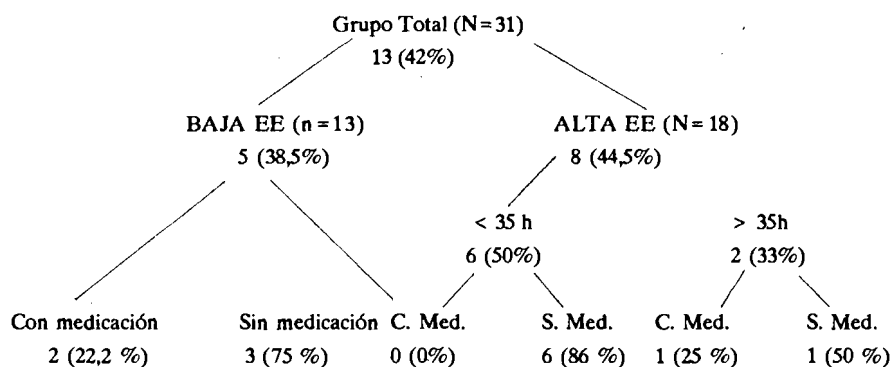 Grupo Total (N=31)
13 (42%)
BAJA EE (n=13) ALTA EE (N=18)
5 (38,5%) 8 (44,5%)
< 35 h > 35h
6 (50%) 2 (33%)
Con medicación Sin medicación C. Med. S. Med. C. Med. S. Med.
2 (22,2 %) 3 (75 %) 0 (0%) 6 (86 %) 1 (25 %) 1 (50 %)